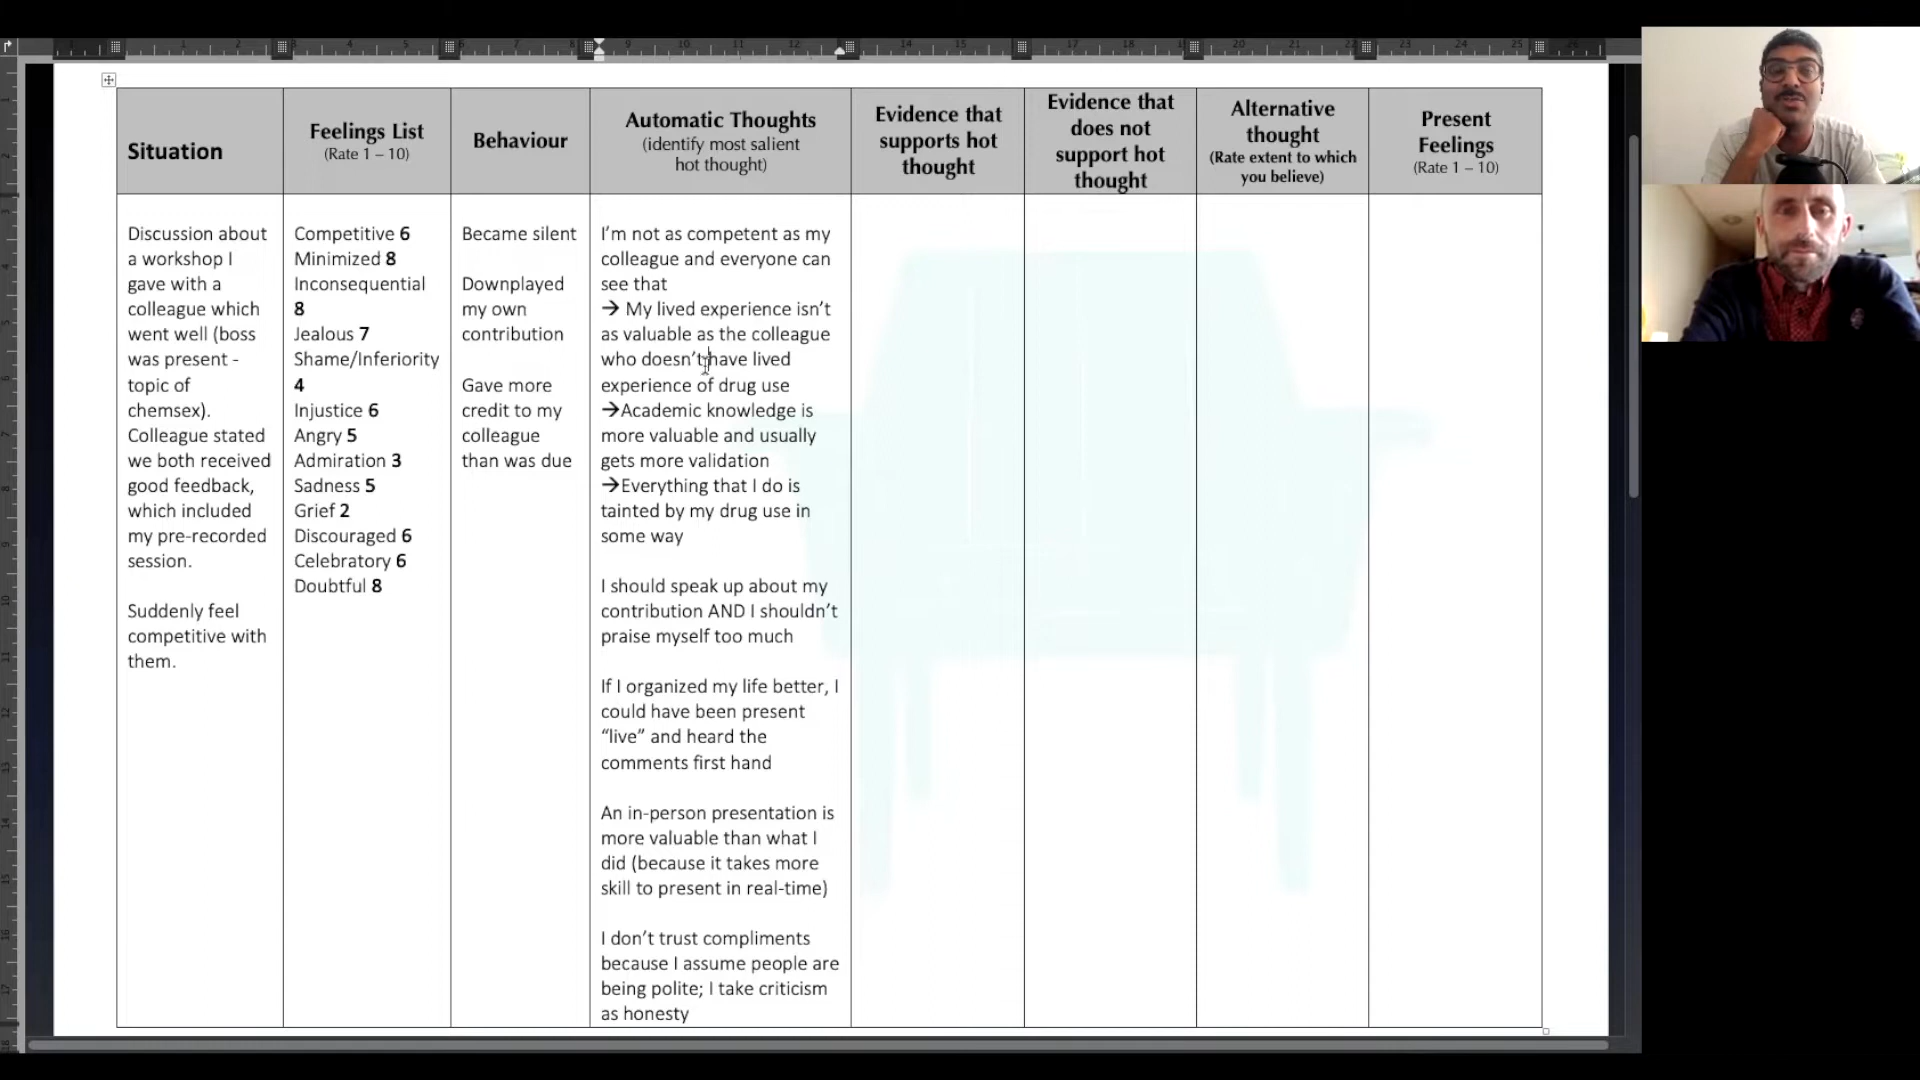 Situation
Feelings List
(Rate 1 – 10)
Behaviour
Automatic Thoughts
(identify most salient
hot thought)
Evidence that
supports hot
thought
Evidence that
does not
support hot
thought
Alternative
thought
(Rate extent to which
you believe)
Present
Feelings
(Rate 1 – 10)
Discussion about
a workshop I
gave with a
colleague which
went well (boss
was present -
topic of
chemsex).
Colleague stated
we both received
good feedback,
which included
my pre-recorded
session.
Suddenly feel
competitive with
them.
Competitive 6
Minimized 8
Inconsequential
8
Jealous 7
Shame/Inferiority
4
Injustice 6
Angry 5
Admiration 3
Sadness 5
Grief 2
Discouraged 6
Celebratory 6
Doubtful 8
Became silent
Downplayed
my own
contribution
Gave more
credit to my
colleague
than was due
I’m not as competent as my
colleague and everyone can
see that
→ My lived experience isn’t
as valuable as the colleague
who doesn’t have lived
experience of drug use
→Academic knowledge is
more valuable and usually
gets more validation
→Everything that I do is
tainted by my drug use in
some way
I should speak up about my
contribution AND I shouldn’t
praise myself too much
If I organized my life better, I
could have been present
“live” and heard the
comments first hand
An in-person presentation is
more valuable than what I
did (because it takes more
skill to present in real-time)
I don’t trust compliments
because I assume people are
being polite; I take criticism
as honesty